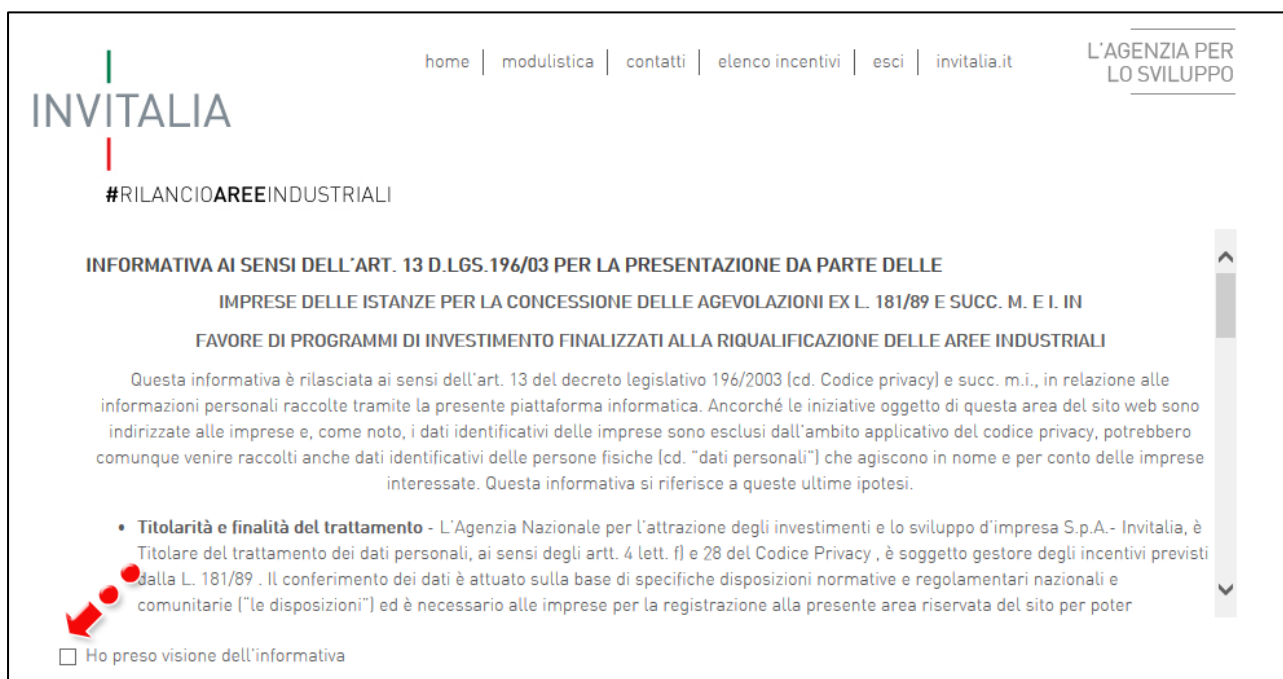 home | modulistica | contatti | elenco incentivi | esci | invitalia.it
L'AGENZIA PER
LO SVILUPPO
INVITALIA
#RILANCIOAREEINDUSTRIALI
INFORMATIVA AI SENSI DELL'ART. 13 D.LGS.196/03 PER LA PRESENTAZIONE DA PARTE DELLE
IMPRESE DELLE ISTANZE PER LA CONCESSIONE DELLE AGEVOLAZIONI EX L. 181/89 E SUCC. M. E I. IN
FAVORE DI PROGRAMMI DI INVESTIMENTO FINALIZZATI ALLA RIQUALIFICAZIONE DELLE AREE INDUSTRIALI
Questa informativa è rilasciata ai sensi dell'art. 13 del decreto legislativo 196/2003 (cd. Codice privacy) e succ. m.i., in relazione alle
informazioni personali raccolte tramite la presente piattaforma informatica. Ancorché le iniziative oggetto di questa area del sito web sono
indirizzate alle imprese e, come noto, i dati identificativi delle imprese sono esclusi dall'ambito applicativo del codice privacy, potrebbero
comunque venire raccolti anche dati identificativi delle persone fisiche (cd. "dati personali") che agiscono in nome e per conto delle imprese
interessate. Questa informativa si riferisce a queste ultime ipotesi.
• Titolarità e finalità del trattamento - L'Agenzia Nazionale per l'attrazione degli investimenti e lo sviluppo d'impresa S.p.A.- Invitalia, è
Titolare del trattamento dei dati personali, ai sensi degli artt. 4 lett. f) e 28 del Codice Privacy , è soggetto gestore degli incentivi previsti
dalla L. 181/89 . Il conferimento dei dati è attuato sulla base di specifiche disposizioni normative e regolamentari nazionali e
comunitarie ("le disposizioni") ed è necessario alle imprese per la registrazione alla presente area riservata del sito per poter
Ho preso visione dell'informativa